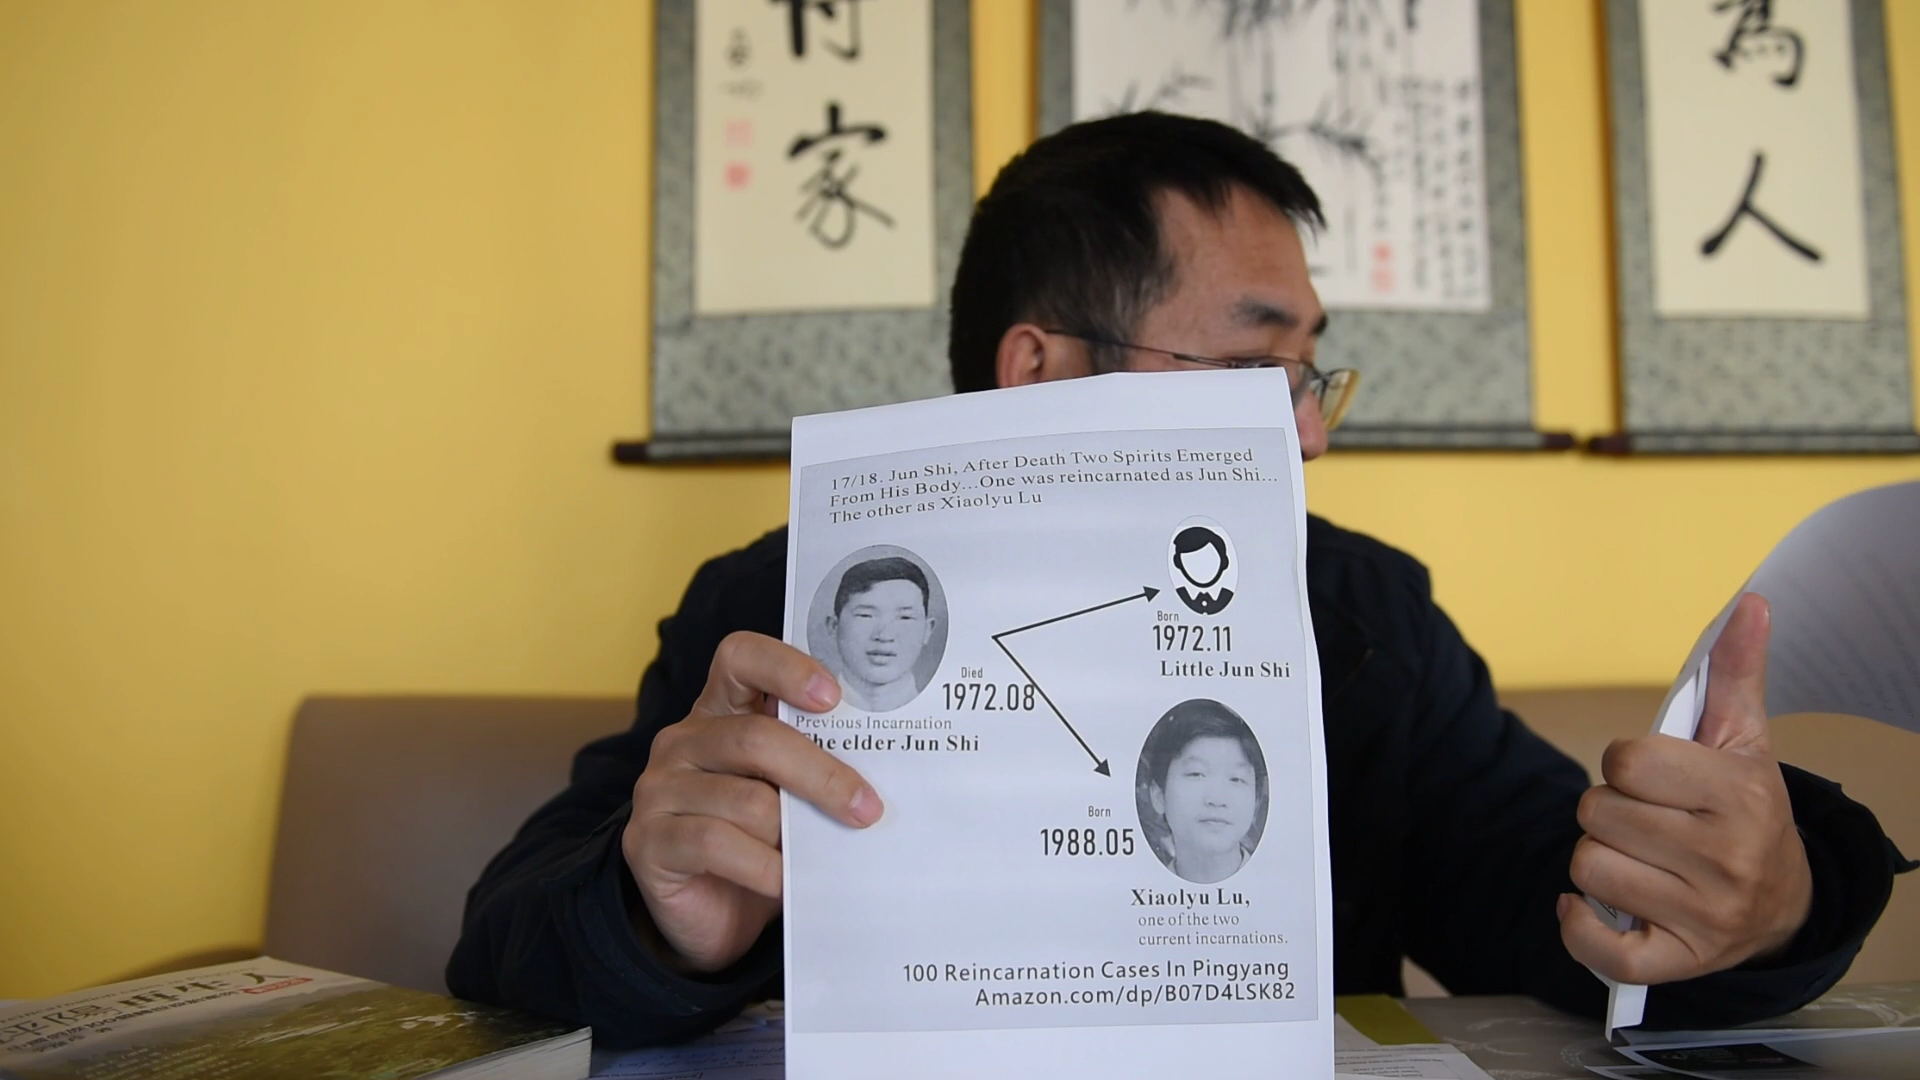 家
為
人
17/18. Jun Shi, After Death Two Spirits Emerged
From His Body...One was reincarnated as Jun Shi...
The other as Xiaolyu Lu
Died
1972.08
Previous Incarnation
The elder Jun Shi
Born
1972.11
Little Jun Shi
Born
1988.05
Xiaolyu Lu,
one of the two
current incarnations.
100 Reincarnation Cases In Pingyang
Amazon.com/dp/B07D4LSK82